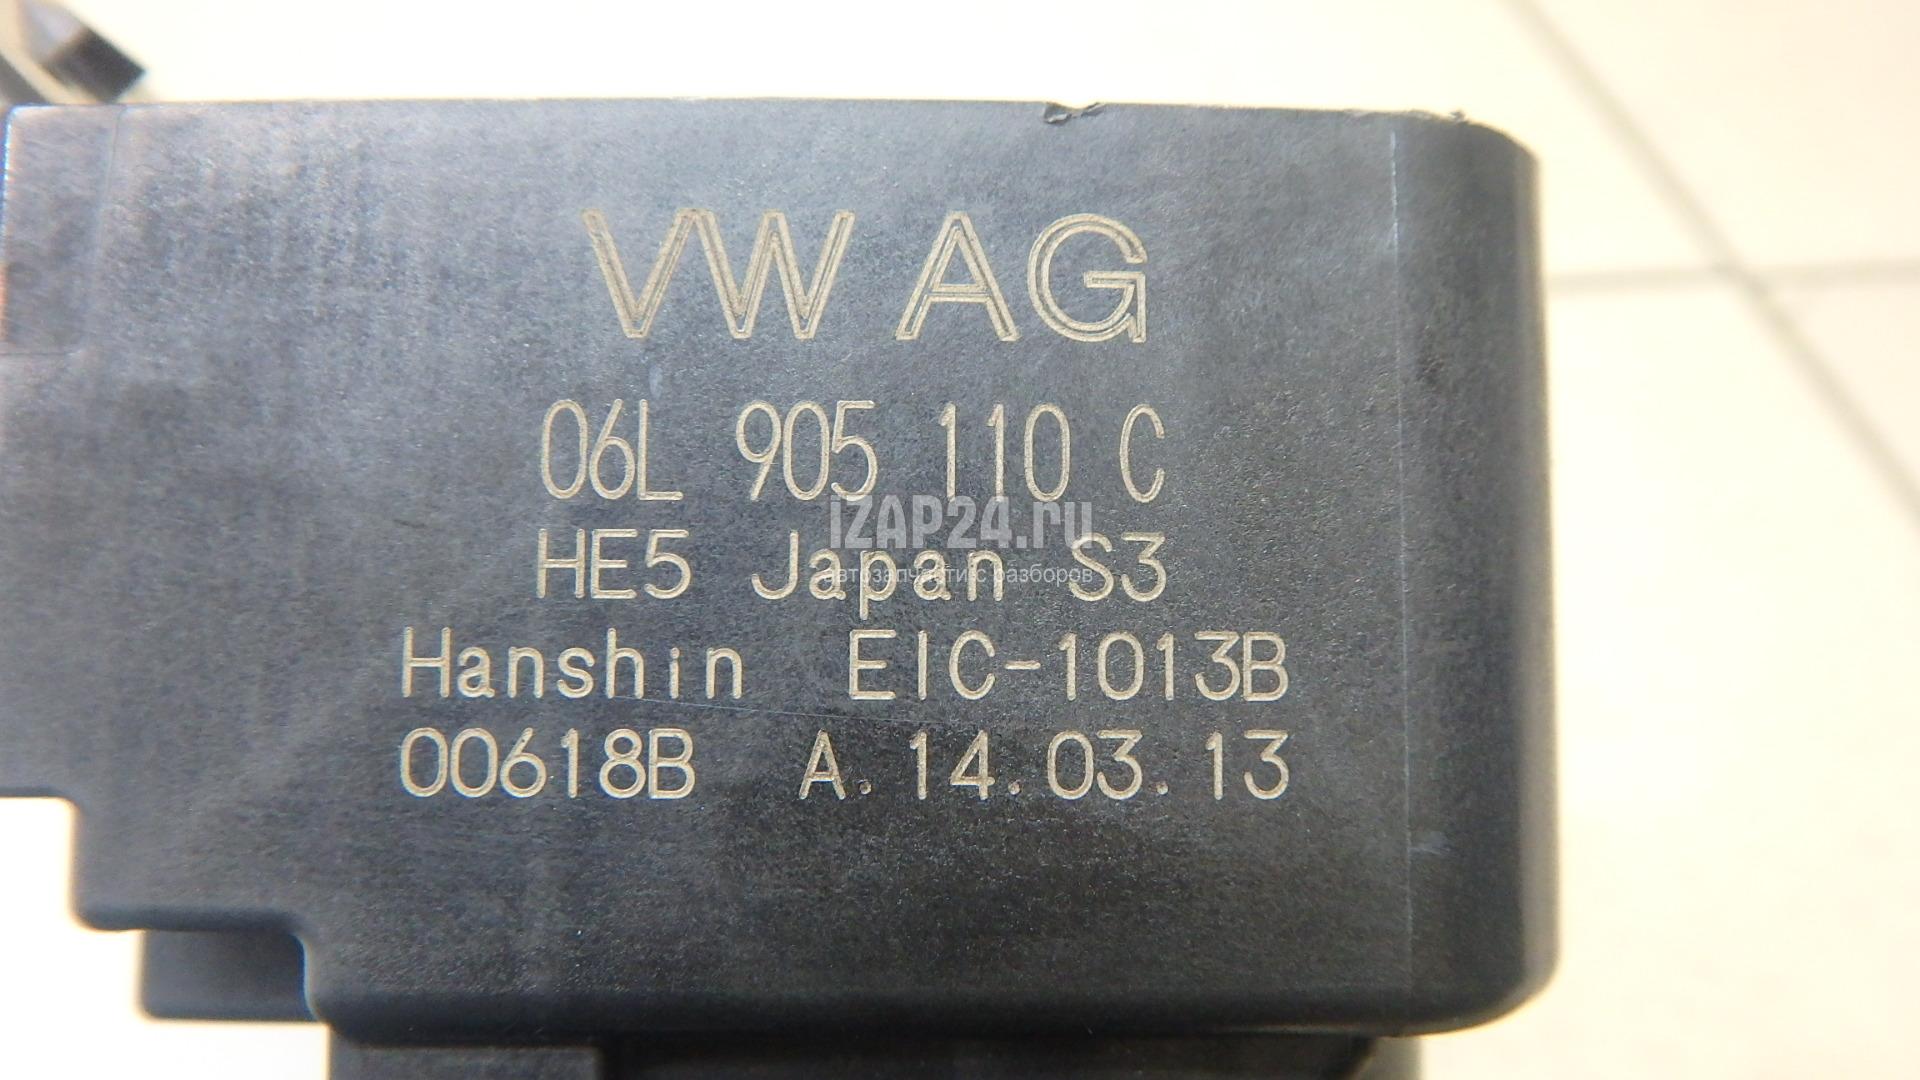 VW AG
06L 905 110 C
iZAP24.ru
HE5 Japan S3
автозапчасти с разборов
Hanshin EIC-1013B
00618B A.14.03.13